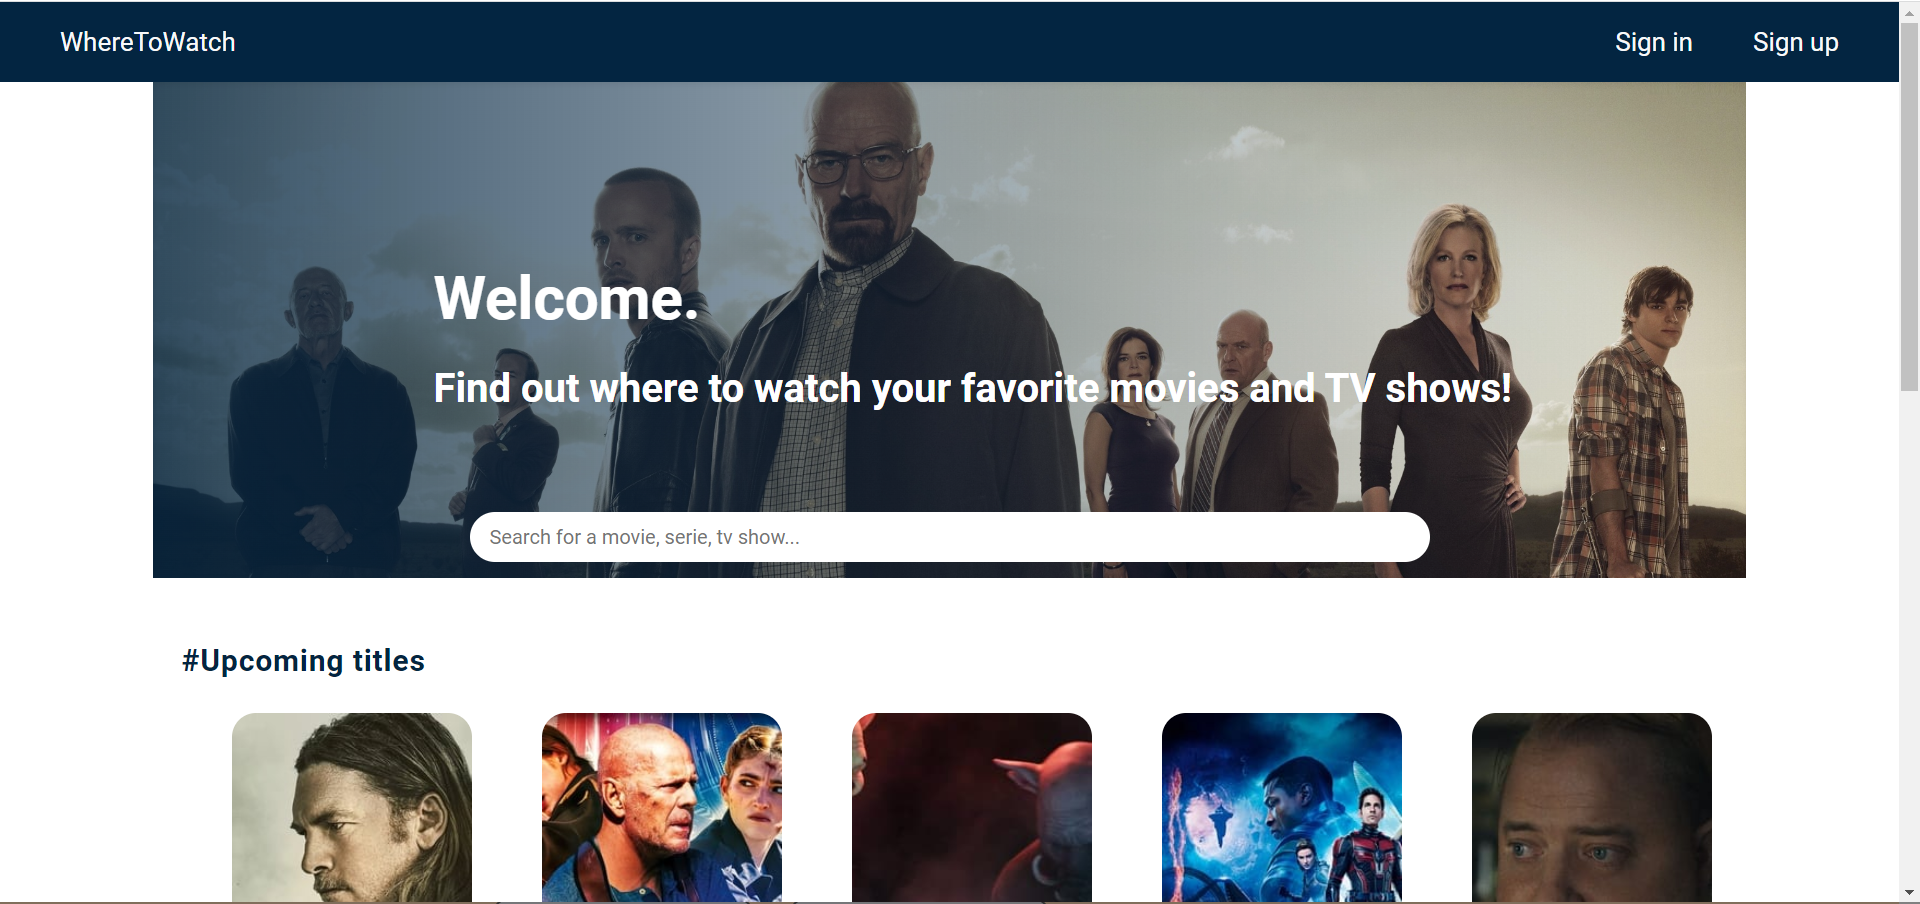 WhereToWatch
Sign in
Sign up
Welcome.
Find out where to watch your favorite movies and TV shows!
Search for a movie, serie, tv show...
#Upcoming titles